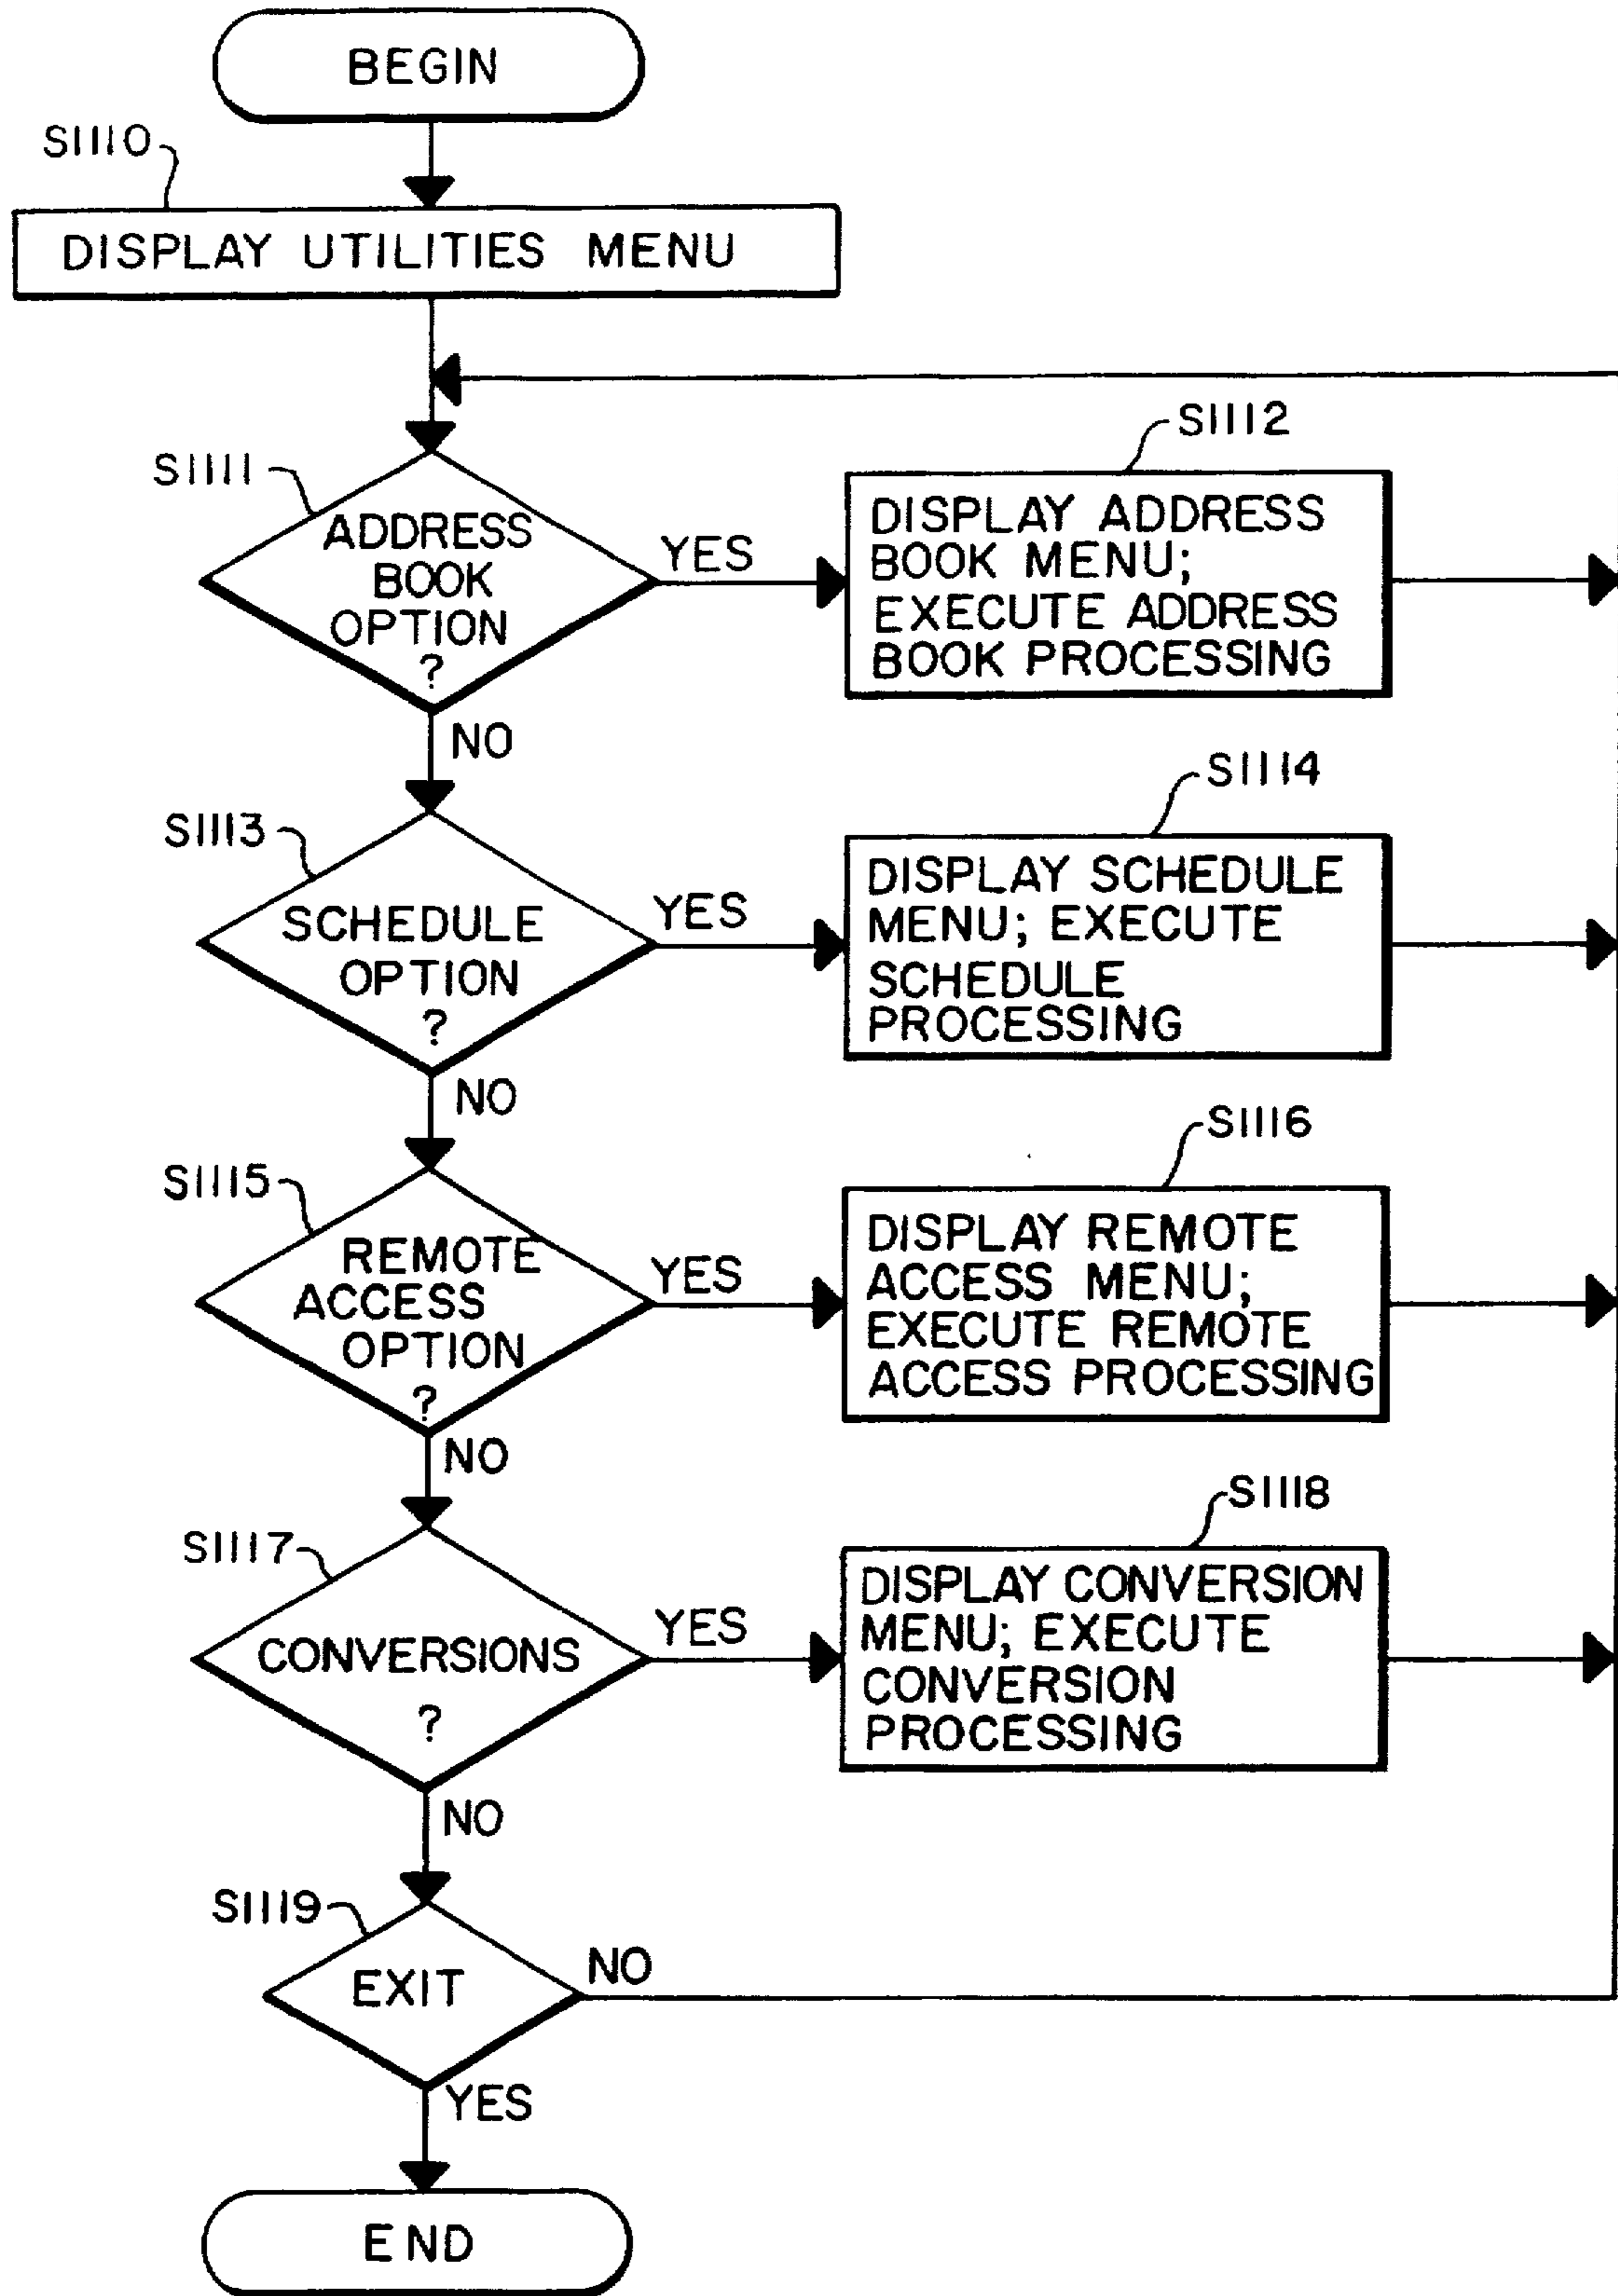 BEGIN
S1110
DISPLAY UTILITIES MENU
S1111
ADDRESS
BOOK
OPTION
?
YES
NO
S1112
DISPLAY ADDRESS
BOOK MENU;
EXECUTE ADDRESS
BOOK PROCESSING
S1113
SCHEDULE
OPTION
?
YES
NO
S1114
DISPLAY SCHEDULE
MENU; EXECUTE
SCHEDULE
PROCESSING
S1115
REMOTE
ACCESS
OPTION
?
YES
NO
S1116
DISPLAY REMOTE
ACCESS MENU;
EXECUTE REMOTE
ACCESS PROCESSING
S1117
CONVERSIONS
?
YES
NO
S1118
DISPLAY CONVERSION
MENU; EXECUTE
CONVERSION
PROCESSING
S1119
EXIT
NO
YES
END